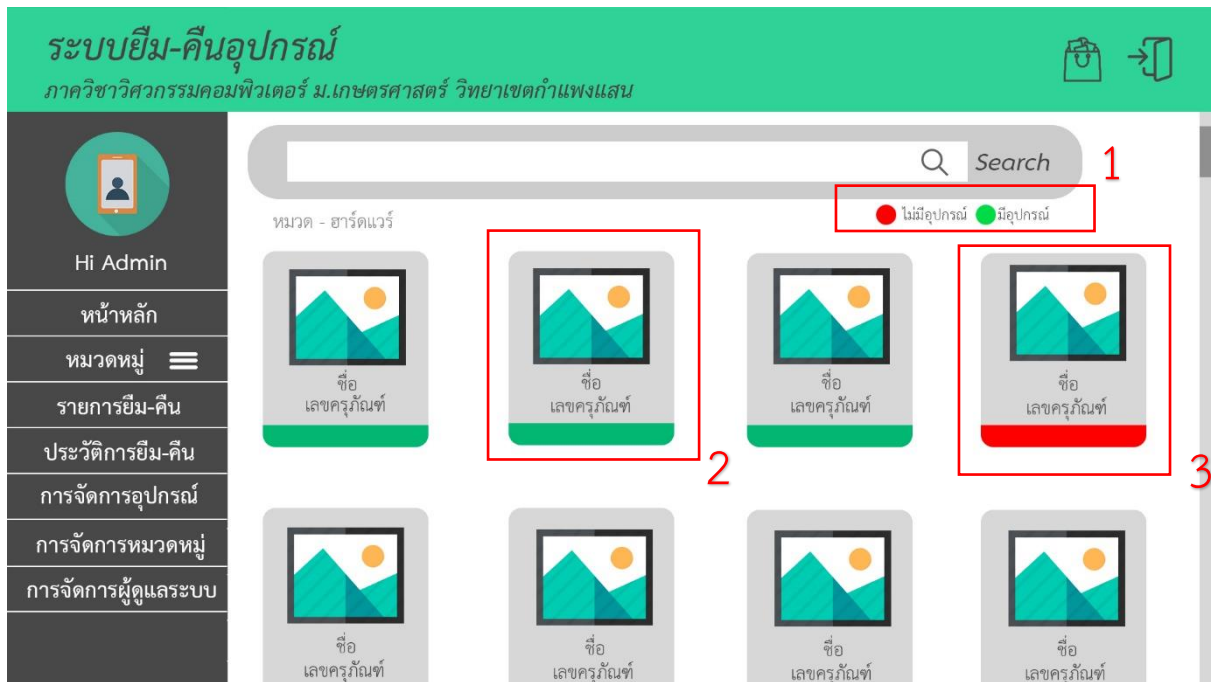 ระบบยืม-คืนอุปกรณ์
ภาควิชาวิศวกรรมคอมพิวเตอร์ ม.เกษตรศาสตร์ วิทยาเขตกำแพงแสน
Hi Admin
หน้าหลัก
หมวดหมู่
รายการยืม-คืน
ประวัติการยืม-คืน
การจัดการอุปกรณ์
การจัดการหมวดหมู่
การจัดการผู้ดูแลระบบ
Search
1
ไม่มีอุปกรณ์ มีอุปกรณ์
หมวด - ฮาร์ดแวร์
ชื่อ
เลขครุภัณฑ์
ชื่อ
เลขครุภัณฑ์
2
ชื่อ
เลขครุภัณฑ์
ชื่อ
เลขครุภัณฑ์
3
ชื่อ
เลขครุภัณฑ์
ชื่อ
เลขครุภัณฑ์
ชื่อ
เลขครุภัณฑ์
ชื่อ
เลขครุภัณฑ์